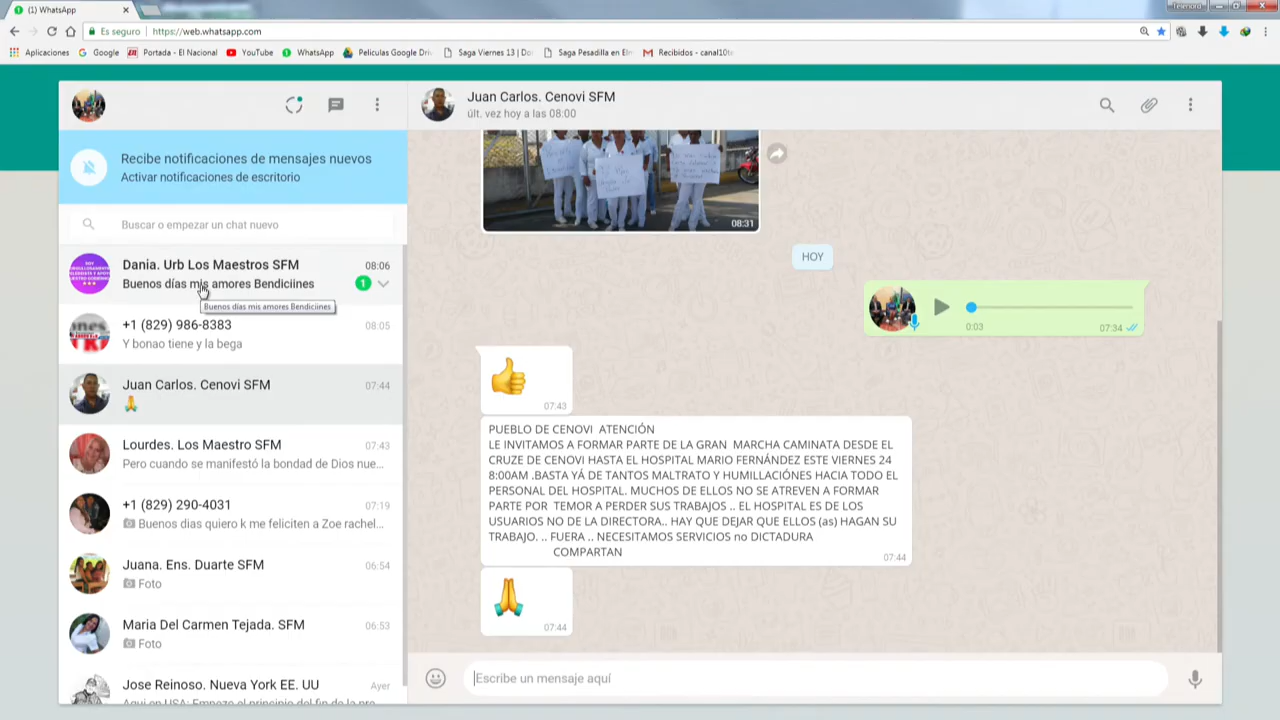 (1) WhatsApp
Telenord
Es seguro
https://web.whatsapp.com
Aplicaciones
Google
Portada - El Nacional
YouTube
WhatsApp
Peliculas Google Dri
Saga Viernes 13 | Do
Saga Pesadilla en Elm
Recibidos - canal10t
Juan Carlos. Cenovi SFM
últ. vez hoy a las 08:00
Recibe notificaciones de mensajes nuevos
Activar notificaciones de escritorio
Buscar o empezar un chat nuevo
Dania. Urb Los Maestros SFM
08:06
Buenos días mis amores Bendiciines
1
Buenos días mis amores Bendiciines
+1 (829) 986-8383
08:05
Y bonao tiene y la bega
Juan Carlos. Cenovi SFM
07:44
Lourdes. Los Maestro SFM
07:43
Pero cuando se manifestó la bondad de Dios nue...
+1 (829) 290-4031
07:19
Buenos dias quiero k me feliciten a Zoe rachel...
Juana. Ens. Duarte SFM
06:54
Foto
Maria Del Carmen Tejada. SFM
06:53
Foto
Jose Reinoso. Nueva York EE. UU
Ayer
Aqui en USA: Empezo el principio del fin de la pre
08:31
HOY
0:03
07:34
07:43
PUEBLO DE CENOVI ATENCIÓN
LE INVITAMOS A FORMAR PARTE DE LA GRAN MARCHA CAMINATA DESDE EL
CRUZE DE CENOVI HASTA EL HOSPITAL MARIO FERNÁNDEZ ESTE VIERNES 24
8:00AM .BASTA YÁ DE TANTOS MALTRATO Y HUMILLACIÓNES HACIA TODO EL
PERSONAL DEL HOSPITAL. MUCHOS DE ELLOS NO SE ATREVEN A FORMAR
PARTE POR TEMOR A PERDER SUS TRABAJOS .. EL HOSPITAL ES DE LOS
USUARIOS NO DE LA DIRECTORA.. HAY QUE DEJAR QUE ELLOS (as) HAGAN SU
TRABAJO. .. FUERA .. NECESITAMOS SERVICIOS no DICTADURA
COMPARTAN
07:44
07:44
Escribe un mensaje aquí